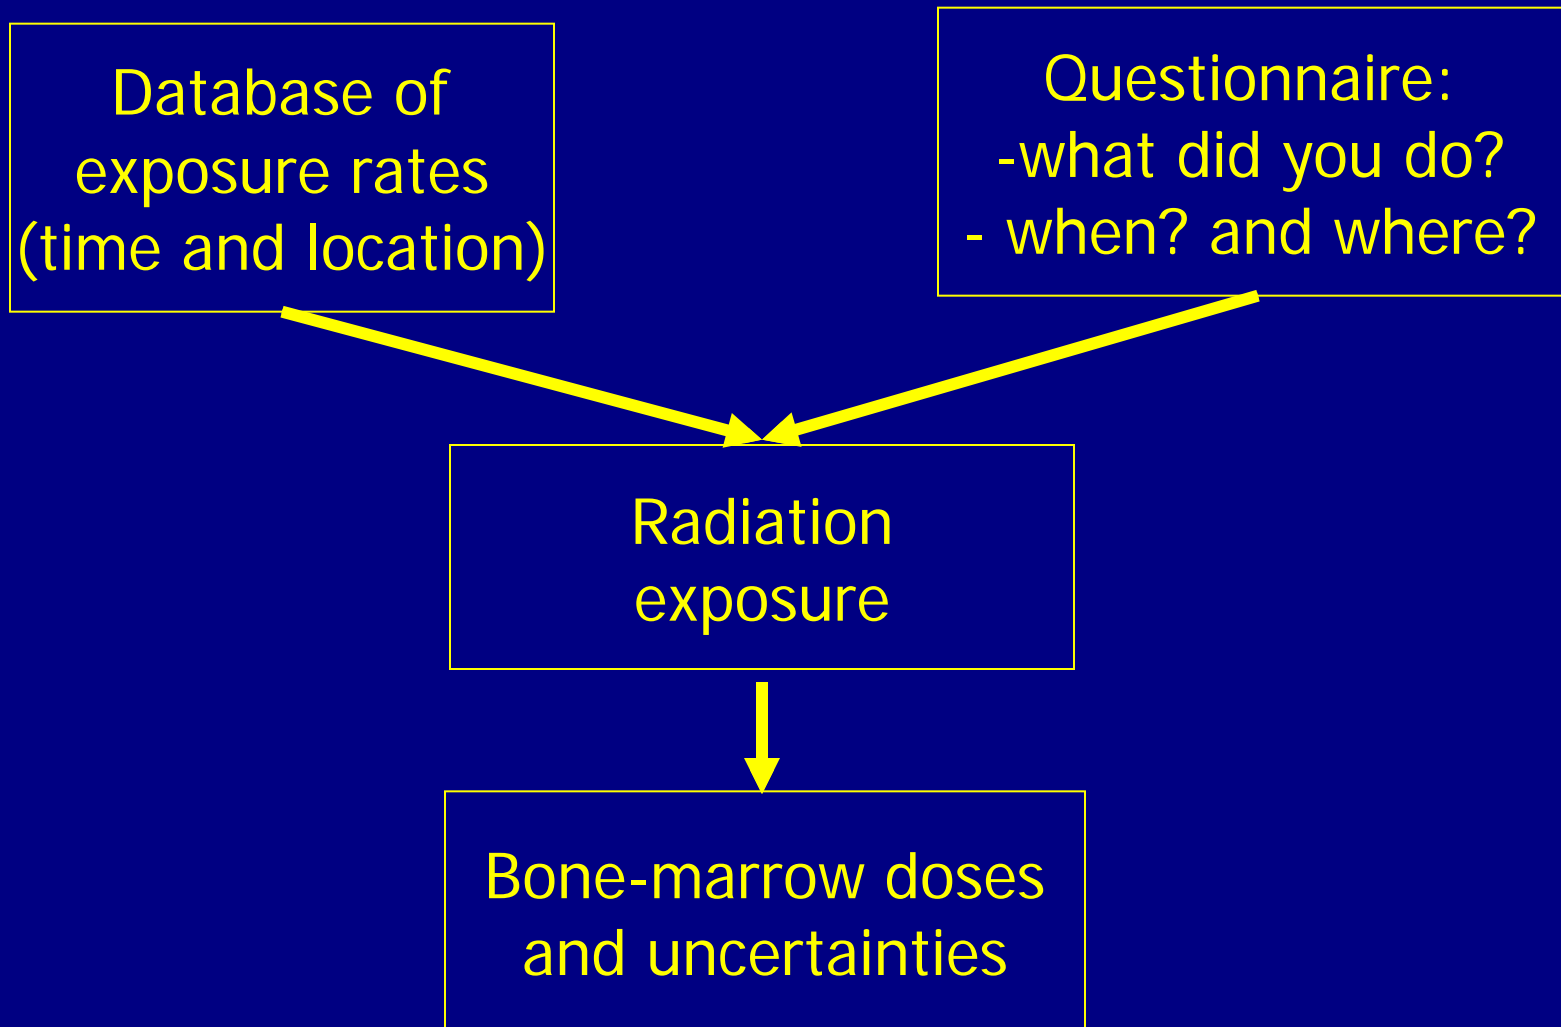 Database of
exposure rates
(time and location)
Questionnaire:
-what did you do?
- when? and where?
Radiation
exposure
Bone-marrow doses
and uncertainties